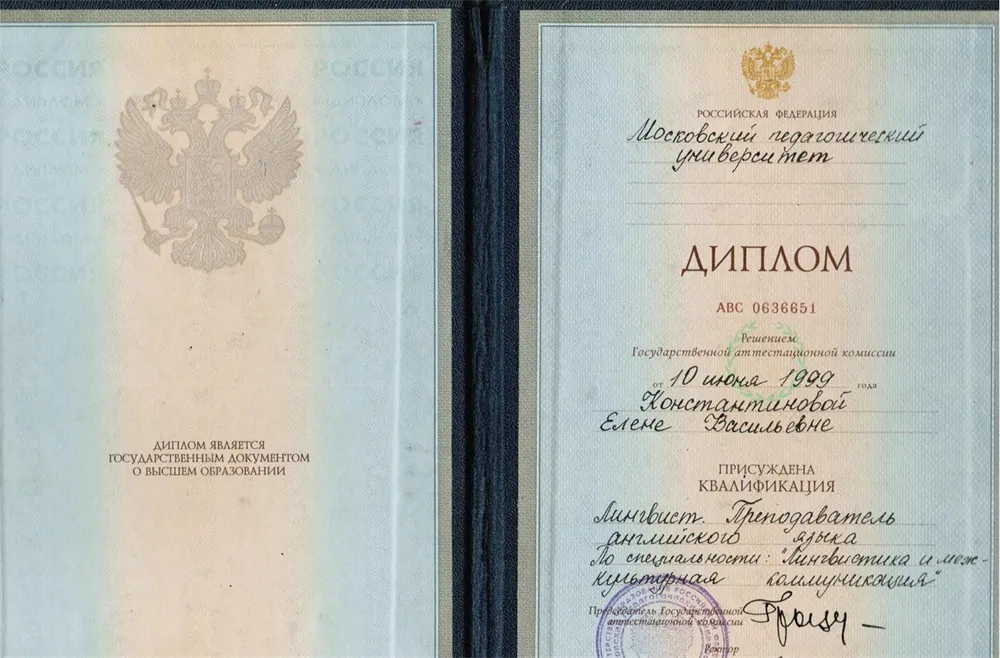 РОССИЯ
РОССИЯ
ДИПЛОМ ЯВЛЯЕТСЯ
ГОСУДАРСТВЕННЫМ ДОКУМЕНТОМ
О ВЫСШЕМ ОБРАЗОВАНИИ
РОССИЙСКАЯ ФЕДЕРАЦИЯ
Московский педагогический
университет
ДИПЛОМ
АВС 0636651
Решением
Государственной аттестационной комиссии
от 10 июня 1999 года
Константиновой
Елене Васильевне
ПРИСУЖДЕНА
КВАЛИФИКАЦИЯ
Лингвист. Преподаватель
английского языка
По специальности: "Лингвистика и меж-
культурная коммуникация"
Председатель Государственной
аттестационной комиссии
Ректор